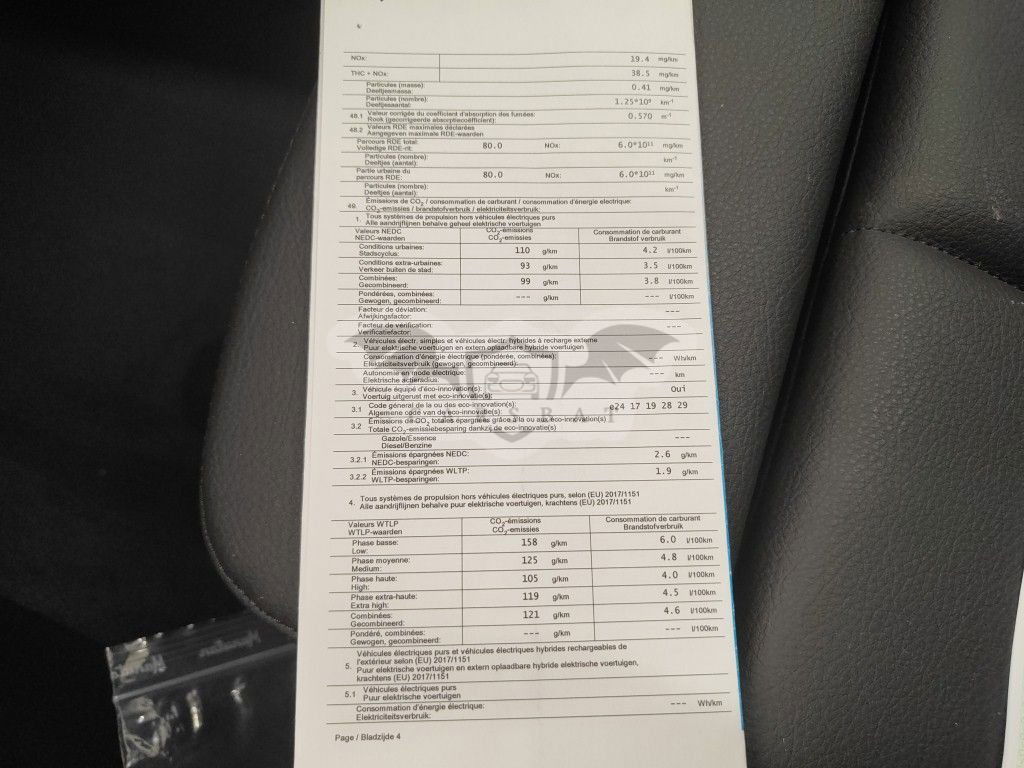 NOx: 19.4 mg/km
THC + NOx: 38.5 mg/km
Particules (masse): 0.41 mg/km
Deeltjesmassa:
Particules (nombre): 1.25*10⁹ km⁻¹
Deeltjesaantal:
48.1 Valeur corrigée du coefficient d'absorption des fumées: 0.570 m⁻¹
Rook (gecorrigeerde absorptiecoëfficiënt):
48.2 Valeurs RDE maximales déclarées
Aangegeven maximale RDE-waarden
Parcours RDE total: 80.0 NOx: 6.0*10¹¹ mg/km
Volledige RDE-rit:
Particules (nombre): km⁻¹
Deeltjes (aantal):
Partie urbaine du 80.0 NOx: 6.0*10¹¹ mg/km
parcours RDE:
Particules (nombre): km⁻¹
Deeltjes (aantal):
49. Émissions de CO₂ / consommation de carburant / consommation d'énergie electrique:
CO₂-emissies / brandstofverbruik / elektriciteitsverbruik:
1. Tous systèmes de propulsion hors véhicules électriques purs
Alle aandrijflijnen behalve geheel elektrische voertuigen
Valeurs NEDC CO₂-émissions Consommation de carburant
NEDC-waarden CO₂-emissies Brandstof verbruik
Conditions urbaines: 110 g/km 4.2 l/100km
Stadscyclus:
Conditions extra-urbaines: 93 g/km 3.5 l/100km
Verkeer buiten de stad:
Combinées: 99 g/km 3.8 l/100km
Gecombineerd:
Pondérées, combinées: --- g/km --- l/100km
Gewogen, gecombineerd:
Facteur de déviation: ---
Afwijkingsfactor:
Facteur de vérification: ---
Verificatiefactor:
2. Véhicules électr. simples et véhicules électr. hybrides à recharge externe
Puur elektrische voertuigen en extern oplaadbare hybride voertuigen
Consommation d'énergie électrique (pondérée, combinées): --- Wh/km
Elektriciteitsverbruik (gewogen, gecombineerd):
Autonomie en mode électrique: --- km
Elektrische actieradius:
3. Véhicule équipé d'éco-innovation(s): Oui
Voertuig uitgerust met eco-innovatie(s):
3.1 Code géneral de la ou des eco-innovation(s): e24 17 19 28 29
Algemene code van de eco-innovatie(s):
3.2 Émissions de CO₂ totales épargnées grâce à la ou aux éco-innovation(s)
Totale CO₂-emissiebesparing dankzij de eco-innovatie(s)
CARSBAT
Gazole/Essence ---
Diesel/Benzine
3.2.1 Émissions épargnées NEDC: 2.6 g/km
NEDC-besparingen:
3.2.2 Émissions épargnées WLTP: 1.9 g/km
WLTP-besparingen:
4. Tous systèmes de propulsion hors véhicules électriques purs, selon (EU) 2017/1151
Alle aandrijflijnen behalve puur elektrische voertuigen, krachtens (EU) 2017/1151
Valeurs WTLP CO₂-émissions Consommation de carburant
WTLP-waarden CO₂-emissies Brandstofverbruik
Phase basse: 158 g/km 6.0 l/100km
Low:
Phase moyenne: 125 g/km 4.8 l/100km
Medium:
Phase haute: 105 g/km 4.0 l/100km
High:
Phase extra-haute: 119 g/km 4.5 l/100km
Extra high:
Combinées: 121 g/km 4.6 l/100km
Gecombineerd:
Pondéré, combinées: --- g/km --- l/100km
Gewogen, gecombineerd:
5. Véhicules électriques purs et véhicules électriques hybrides rechargeables de
l'extérieur selon (EU) 2017/1151
Puur elektrische voertuigen en extern oplaadbare hybride elektrische voertuigen,
krachtens (EU) 2017/1151
5.1 Véhicules électriques purs
Puur elektrische voertuigen
Consommation d'énergie électrique: --- Wh/km
Elektriciteitsverbruik:
Page / Bladzijde 4